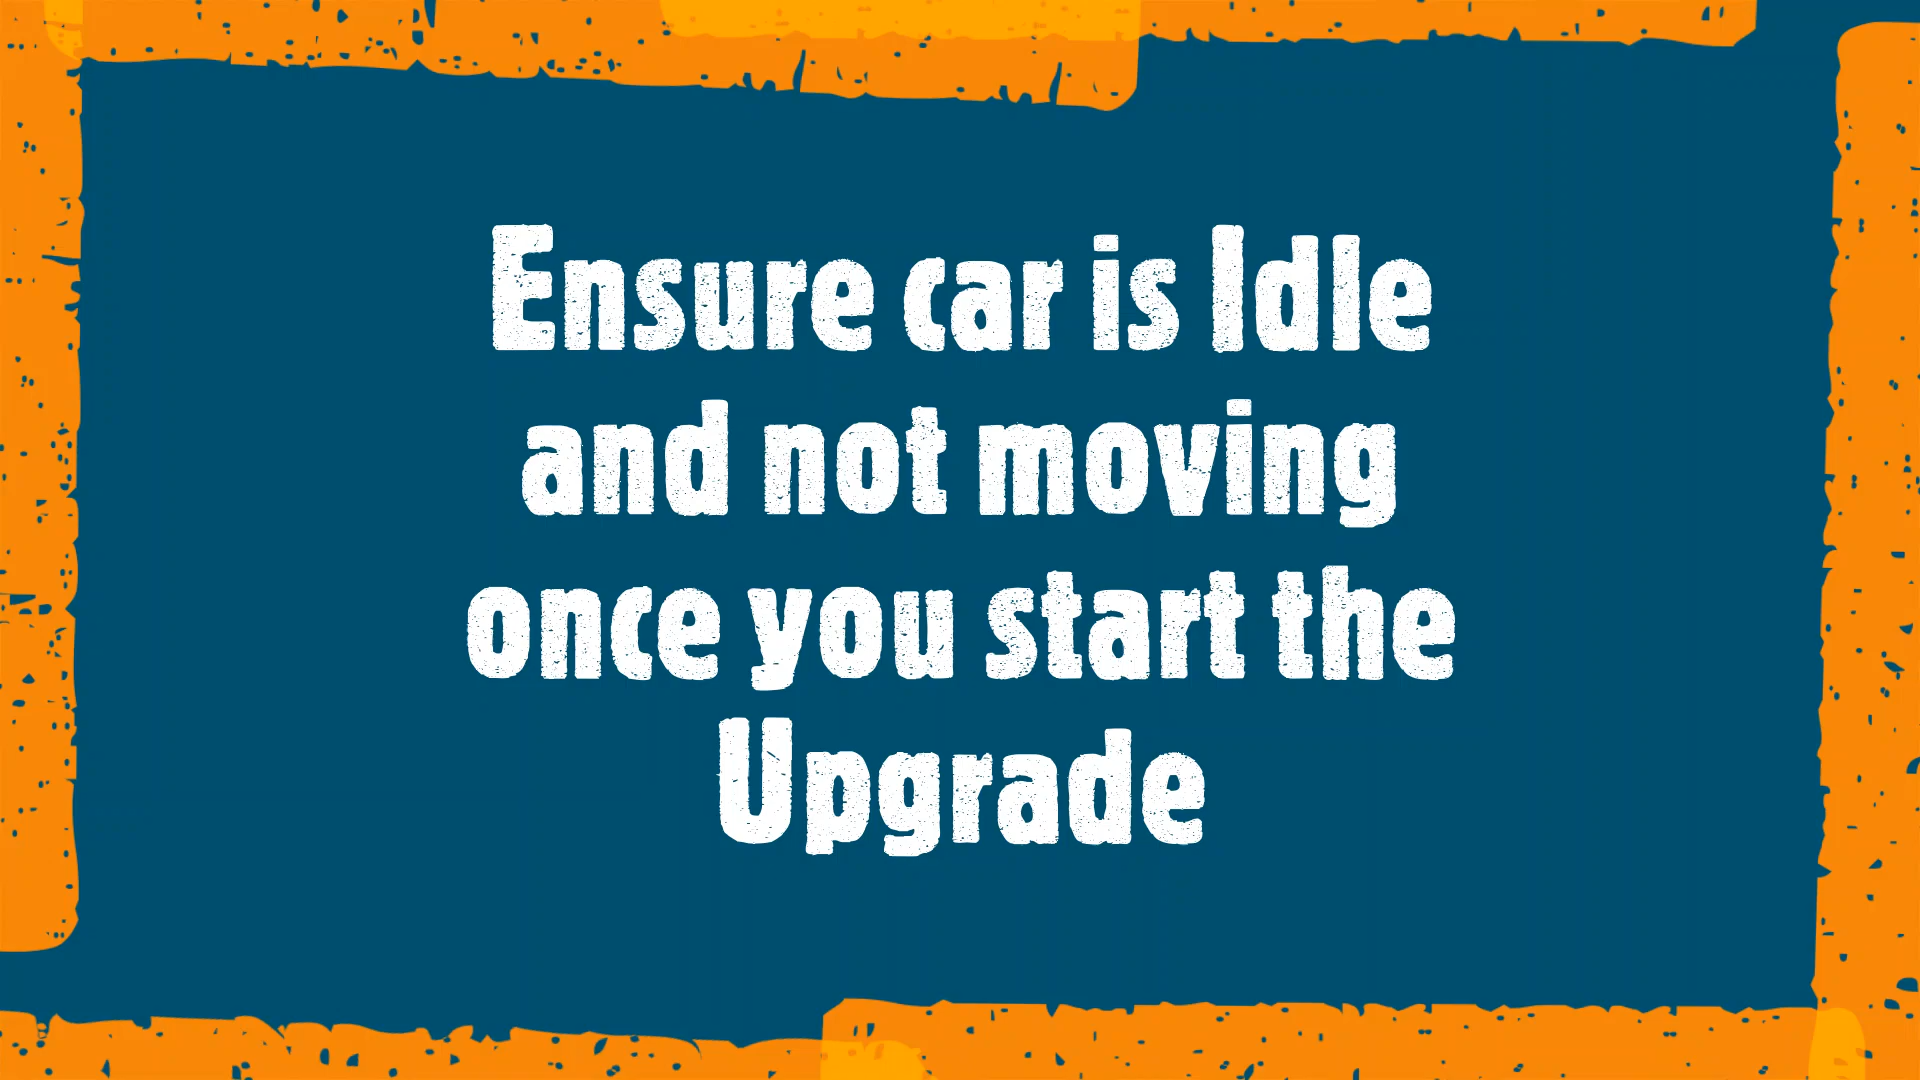 Ensure car is Idle
and not moving
once you start the
Upgrade